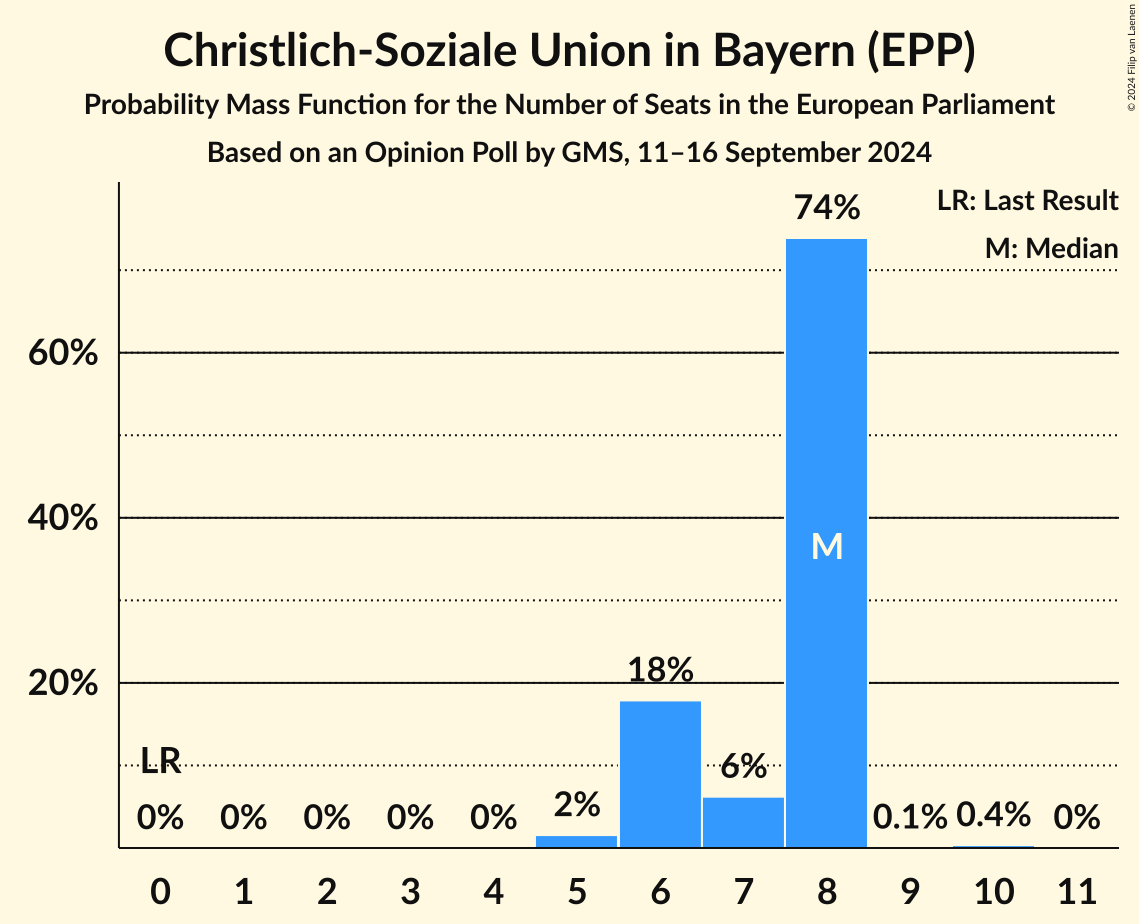 Christlich-Soziale Union in Bayern (EPP)
Probability Mass Function for the Number of Seats in the European Parliament
Based on an Opinion Poll by GMS, 11–16 September 2024
© 2024 Filip van Laenen
LR: Last Result
M: Median
74%
60%
40%
M
20%
18%
LR
6%
0% 0% 0% 0% 0% 2% 0.1% 0.4% 0%
0 1 2 3 4 5 6 7 8 9 10 11